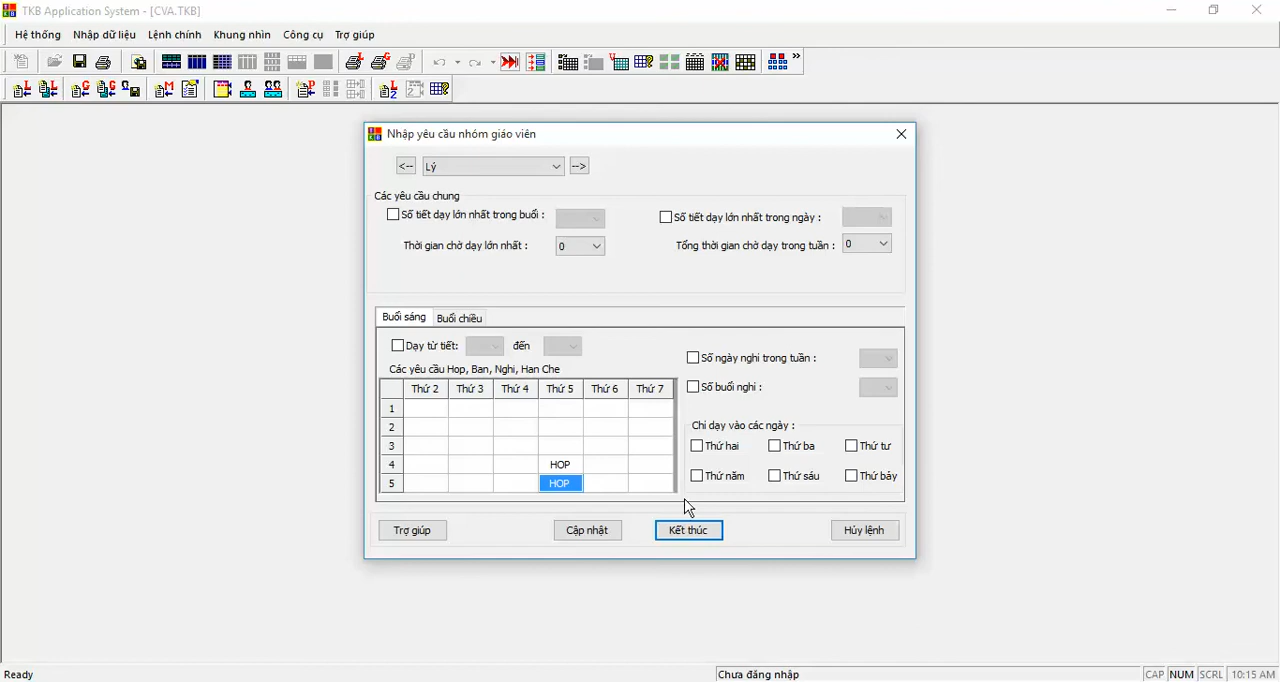 TKB Application System - [CVA.TKB]
Hệ thống Nhập dữ liệu Lệnh chính Khung nhìn Công cụ Trợ giúp
Nhập yêu cầu nhóm giáo viên
<-- Lý -->
Các yêu cầu chung
Số tiết dạy lớn nhất trong buổi : Số tiết dạy lớn nhất trong ngày :
Thời gian chờ dạy lớn nhất : 0 Tổng thời gian chờ dạy trong tuần : 0
Buổi sáng Buổi chiều
Dạy từ tiết: đến
Số ngày nghỉ trong tuần :
Các yêu cầu Hop, Ban, Nghi, Han Che
Thứ 2 Thứ 3 Thứ 4 Thứ 5 Thứ 6 Thứ 7
Số buổi nghỉ :
1
2
3
4 HOP
5 HOP
Chỉ dạy vào các ngày :
Thứ hai Thứ ba Thứ tư
Thứ năm Thứ sáu Thứ bảy
Trợ giúp Cập nhật Kết thúc Hủy lệnh
Ready Chưa đăng nhập CAP NUM SCRL 10:15 AM